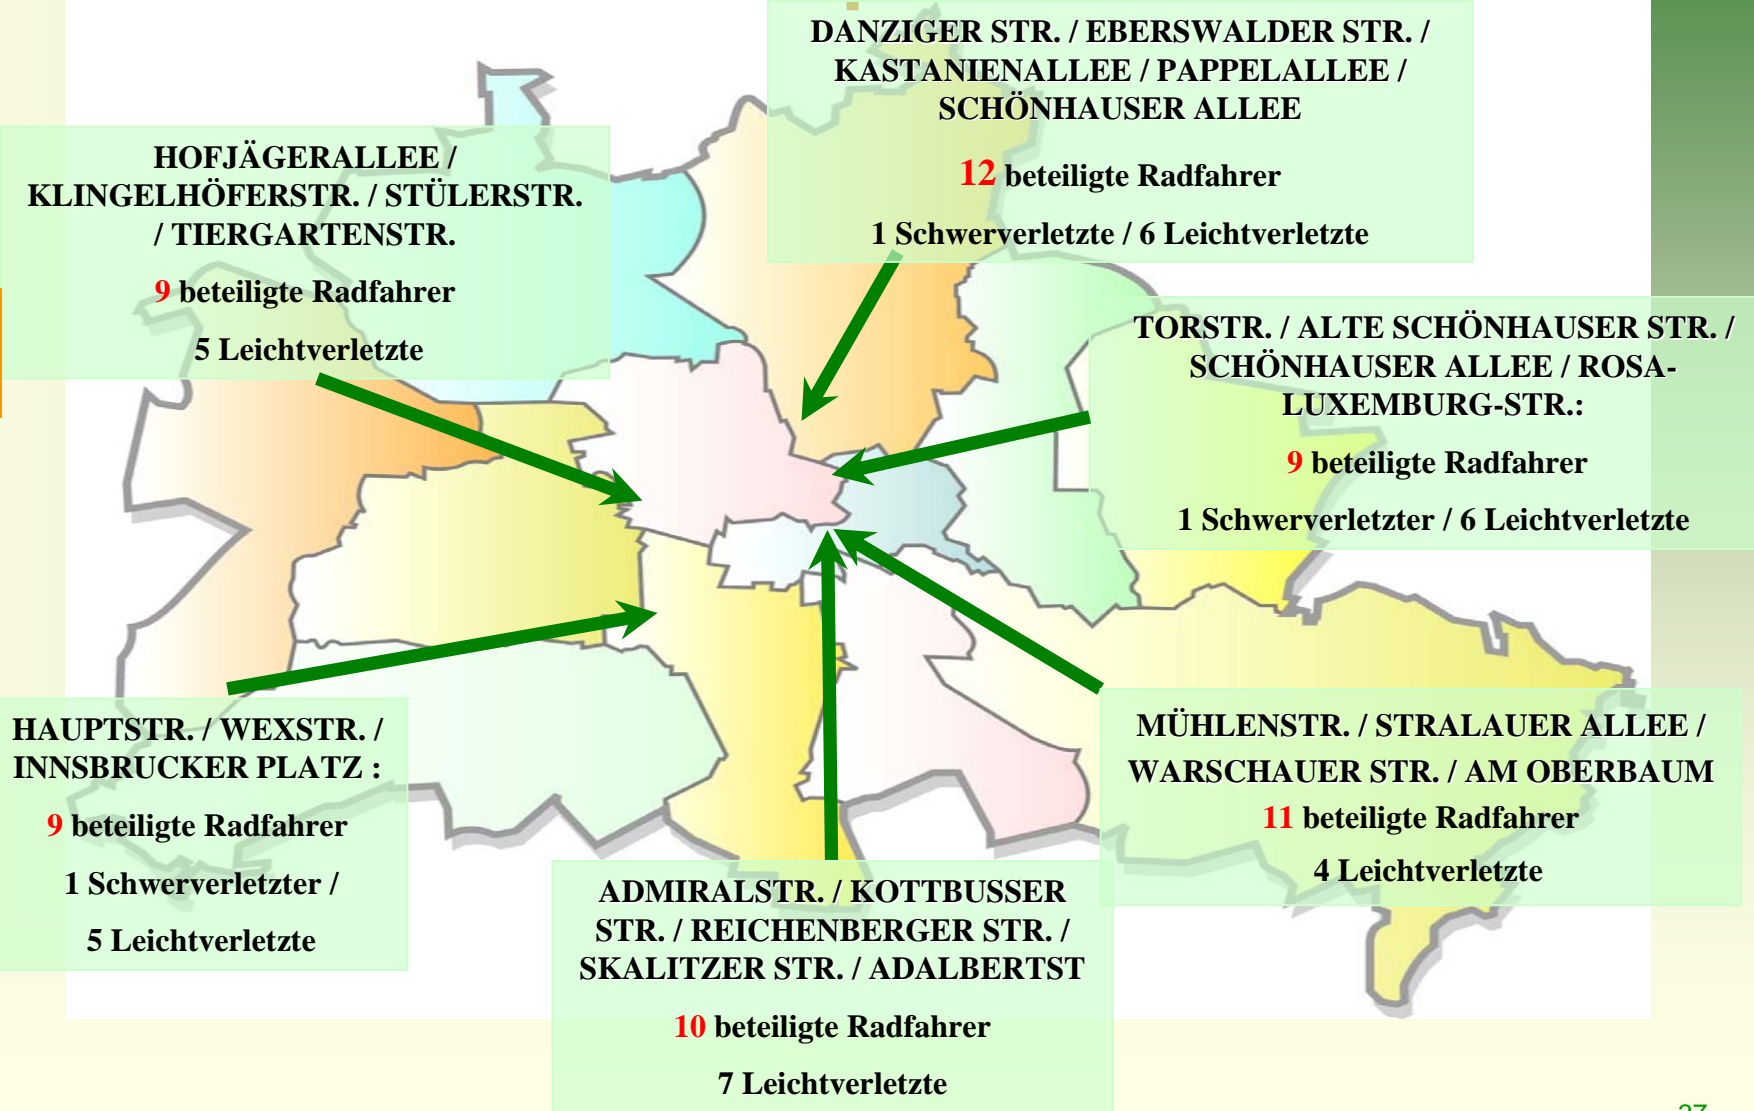 DANZIGER STR. / EBERSWALDER STR. /
KASTANIENALLEE / PAPPELALLEE /
SCHÖNHAUSER ALLEE
12 beteiligte Radfahrer
1 Schwerverletzte / 6 Leichtverletzte
HOFJÄGERALLEE /
KLINGELHÖFERSTR. / STÜLERSTR.
/ TIERGARTENSTR.
9 beteiligte Radfahrer
5 Leichtverletzte
TORSTR. / ALTE SCHÖNHAUSER STR. /
SCHÖNHAUSER ALLEE / ROSA-
LUXEMBURG-STR.:
9 beteiligte Radfahrer
1 Schwerverletzter / 6 Leichtverletzte
HAUPTSTR. / WEXSTR. /
INNSBRUCKER PLATZ :
9 beteiligte Radfahrer
1 Schwerverletzter /
5 Leichtverletzte
MÜHLENSTR. / STRALAUER ALLEE /
WARSCHAUER STR. / AM OBERBAUM
11 beteiligte Radfahrer
4 Leichtverletzte
ADMIRALSTR. / KOTTBUSSER
STR. / REICHENBERGER STR. /
SKALITZER STR. / ADALBERTST
10 beteiligte Radfahrer
7 Leichtverletzte